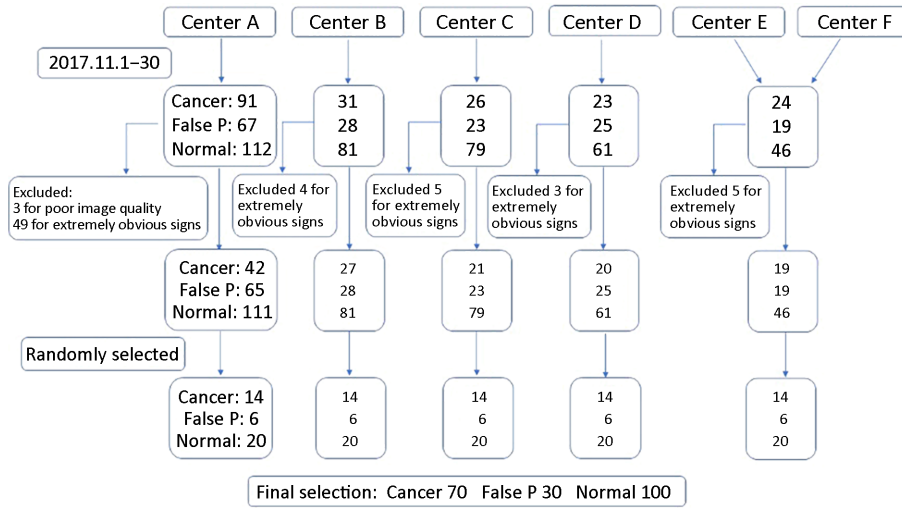 Center A
Center B
Center C
Center D
Center E
Center F
2017.11.1–30
Cancer: 91
False P: 67
Normal: 112
31
28
81
26
23
79
23
25
61
24
19
46
Excluded:
3 for poor image quality
49 for extremely obvious signs
Excluded 4 for
extremely
obvious signs
Excluded 5
for extremely
obvious signs
Excluded 3 for
extremely
obvious signs
Excluded 5 for
extremely
obvious signs
Cancer: 42
False P: 65
Normal: 111
27
28
81
21
23
79
20
25
61
19
19
46
Randomly selected
Cancer: 14
False P: 6
Normal: 20
14
6
20
14
6
20
14
6
20
14
6
20
Final selection: Cancer 70 False P 30 Normal 100